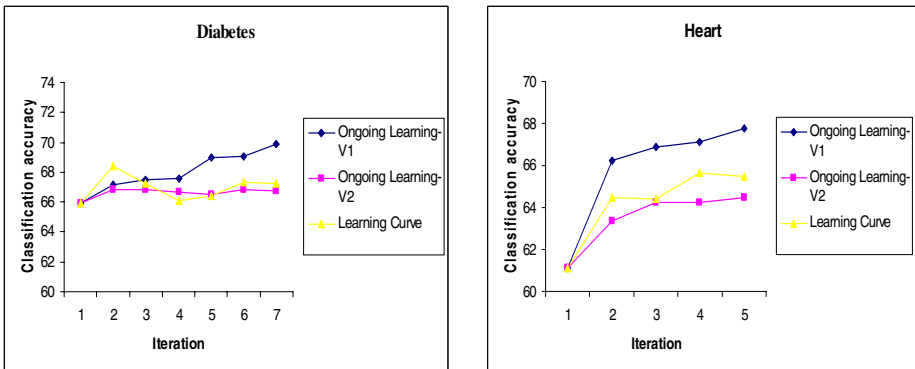 Diabetes
Classification accuracy
74
72
70
68
66
64
62
60
1 2 3 4 5 6 7
Iteration
Ongoing Learning-
V1
Ongoing Learning-
V2
Learning Curve
Heart
Classification accuracy
70
68
66
64
62
60
1 2 3 4 5
Iteration
Ongoing Learning-
V1
Ongoing Learning-
V2
Learning Curve